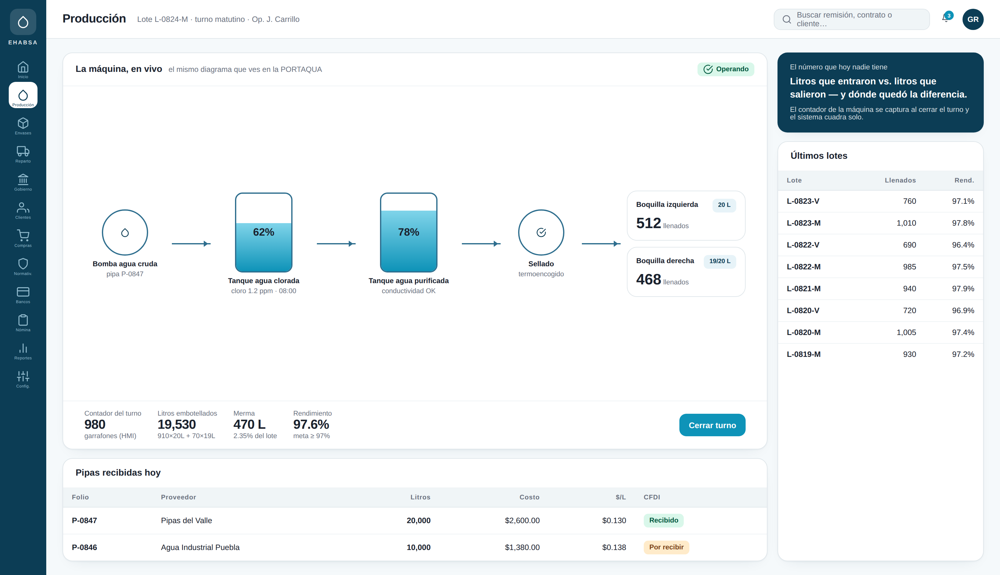 EHABSA
Inicio
Producción
Envases
Reparto
Gobierno
Clientes
Compras
Normativ.
Bancos
Nómina
Reportes
Config.
Producción
Lote L-0824-M · turno matutino · Op. J. Carrillo
Buscar remisión, contrato o
cliente…
3
GR
La máquina, en vivo el mismo diagrama que ves en la PORTAQUA
Operando
Bomba agua cruda
pipa P-0847
62%
Tanque agua clorada
cloro 1.2 ppm · 08:00
78%
Tanque agua purificada
conductividad OK
Sellado
termoencogido
Boquilla izquierda 20 L
512 llenados
Boquilla derecha 19/20 L
468 llenados
Contador del turno
980
garrafones (HMI)
Litros embotellados
19,530
910×20L + 70×19L
Merma
470 L
2.35% del lote
Rendimiento
97.6%
meta ≥ 97%
Cerrar turno
Pipas recibidas hoy
Folio Proveedor Litros Costo $/L CFDI
P-0847 Pipas del Valle 20,000 $2,600.00 $0.130 Recibido
P-0846 Agua Industrial Puebla 10,000 $1,380.00 $0.138 Por recibir
El número que hoy nadie tiene
Litros que entraron vs. litros que
salieron — y dónde quedó la diferencia.
El contador de la máquina se captura al cerrar el turno y
el sistema cuadra solo.
Últimos lotes
Lote Llenados Rend.
L-0823-V 760 97.1%
L-0823-M 1,010 97.8%
L-0822-V 690 96.4%
L-0822-M 985 97.5%
L-0821-M 940 97.9%
L-0820-V 720 96.9%
L-0820-M 1,005 97.4%
L-0819-M 930 97.2%